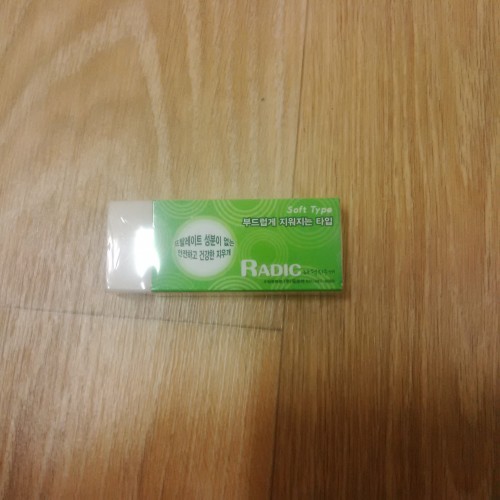 Soft Type
부드럽게 지워지는 타입
프탈레이트 성분이 없는
안전하고 건강한 지우개
RADIC